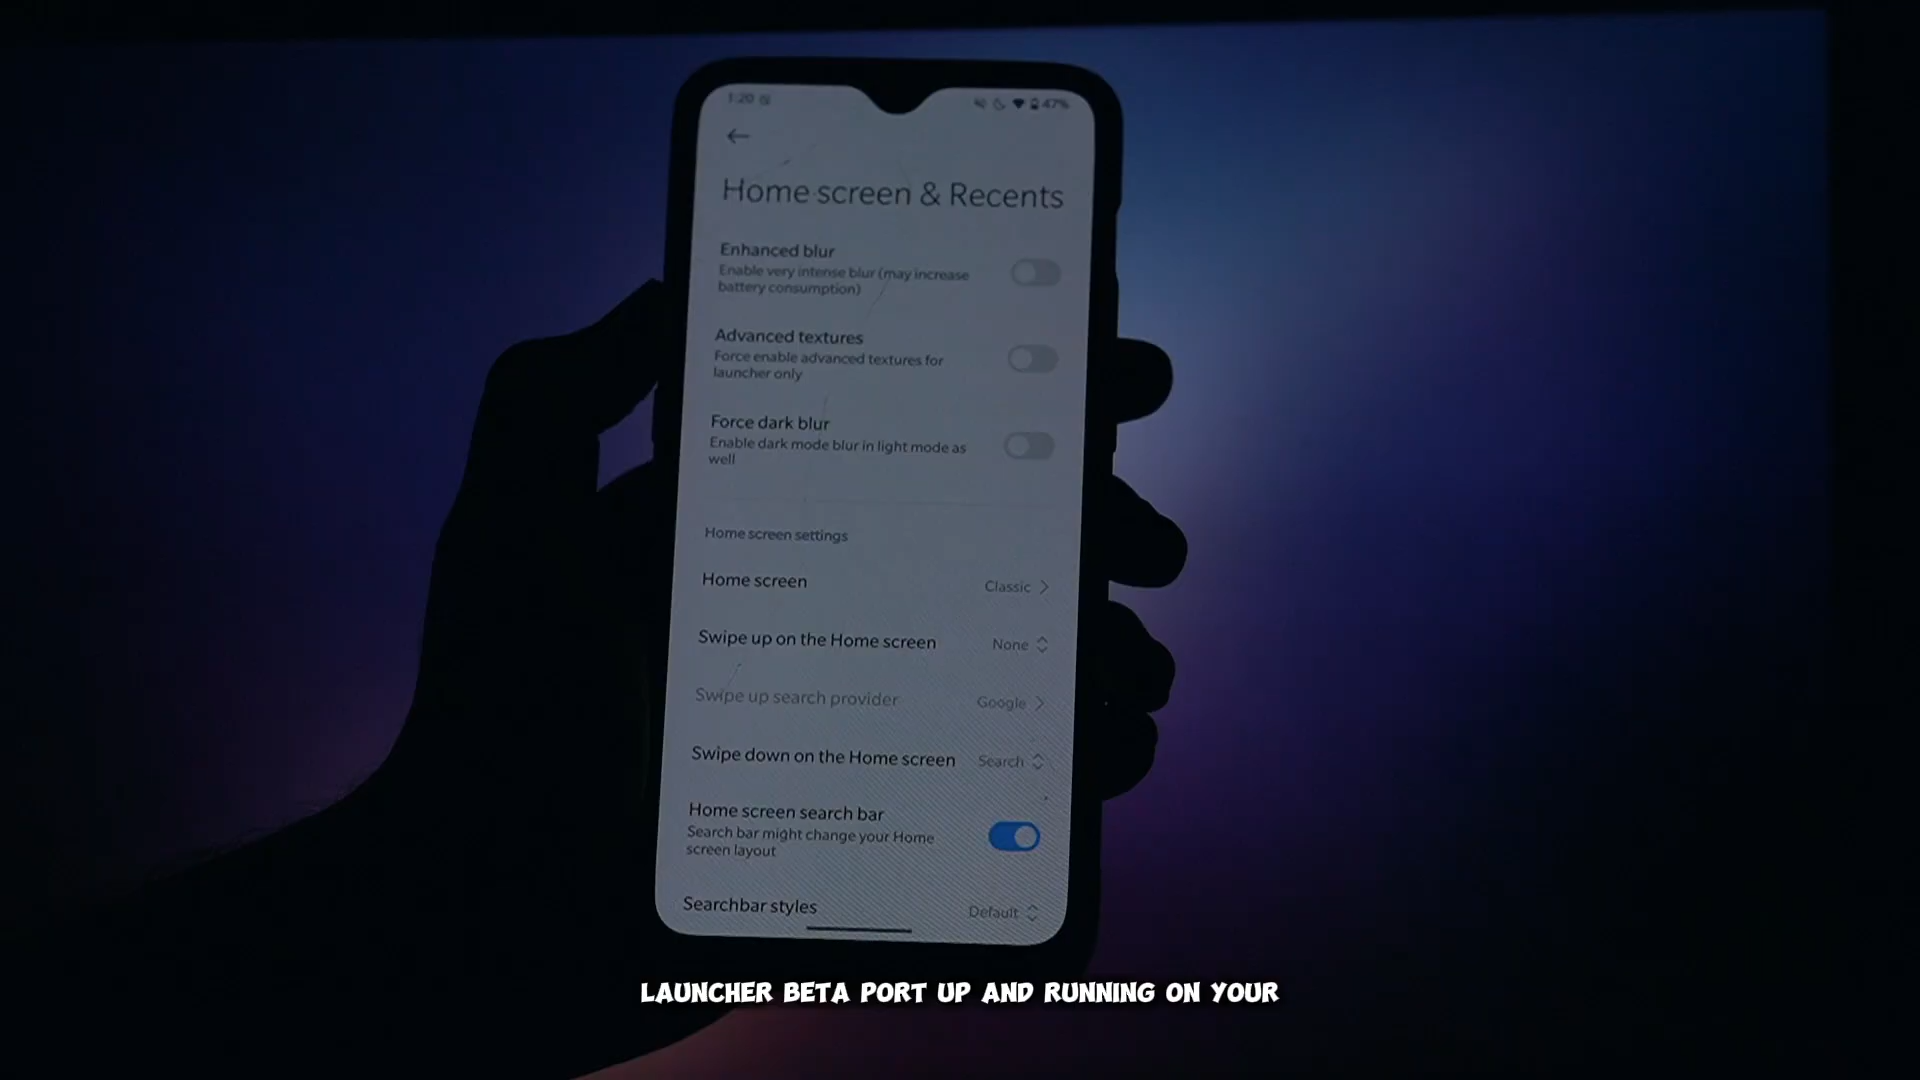 1:20
47%
Home screen & Recents
Enhanced blur
Enable very intense blur (may increase
battery consumption)
Advanced textures
Force enable advanced textures for
launcher only
Force dark blur
Enable dark mode blur in light mode as
well
Home screen settings
Home screen
Classic
Swipe up on the Home screen
None
Swipe up search provider
Google
Swipe down on the Home screen
Search
Home screen search bar
Search bar might change your Home
screen layout
Searchbar styles
Default
LAUNCHER BETA PORT UP AND RUNNING ON YOUR